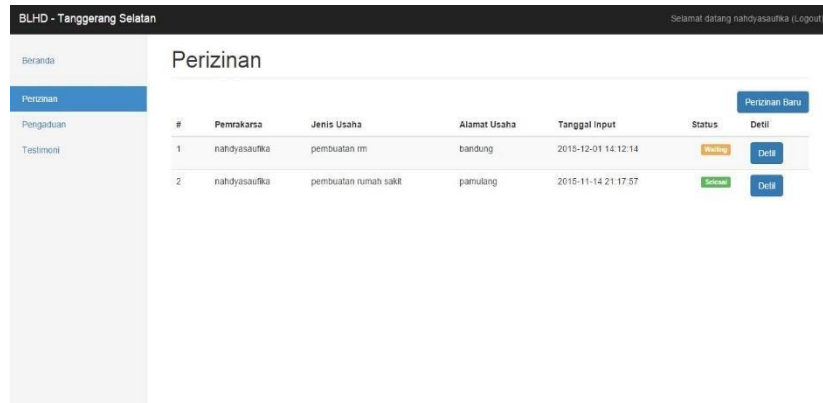 BLHD - Tanggerang Selatan Selamat datang nahdyasaufika (Logout)
Beranda
Perizinan
Perizinan
Pengaduan
Testimoni
Perizinan Baru
# Pemrakarsa Jenis Usaha Alamat Usaha Tanggal Input Status Detil
1 nahdyasaufika pembuatan rm bandung 2015-12-01 14:12:14 Waiting Detil
2 nahdyasaufika pembuatan rumah sakit pamulang 2015-11-14 21:17:57 Selesai Detil